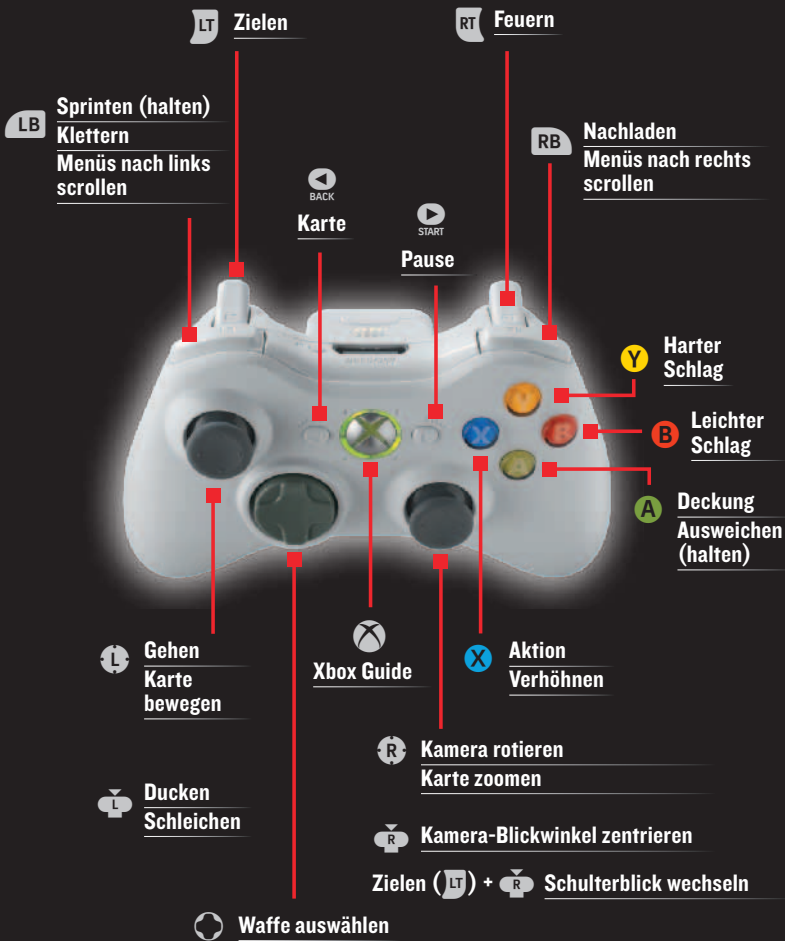 LT Zielen
RT Feuern
LB Sprinten (halten)
Klettern
Menüs nach links
scrollen
RB Nachladen
Menüs nach rechts
scrollen
BACK
Karte
START
Pause
Y Harter
Schlag
B Leichter
Schlag
A Deckung
Ausweichen
(halten)
Y
X
B
A
L Gehen
Karte
bewegen
Xbox Guide
X Aktion
Verhöhnen
R Kamera rotieren
Karte zoomen
L Ducken
Schleichen
R Kamera-Blickwinkel zentrieren
Zielen (LT) + R Schulterblick wechseln
Waffe auswählen